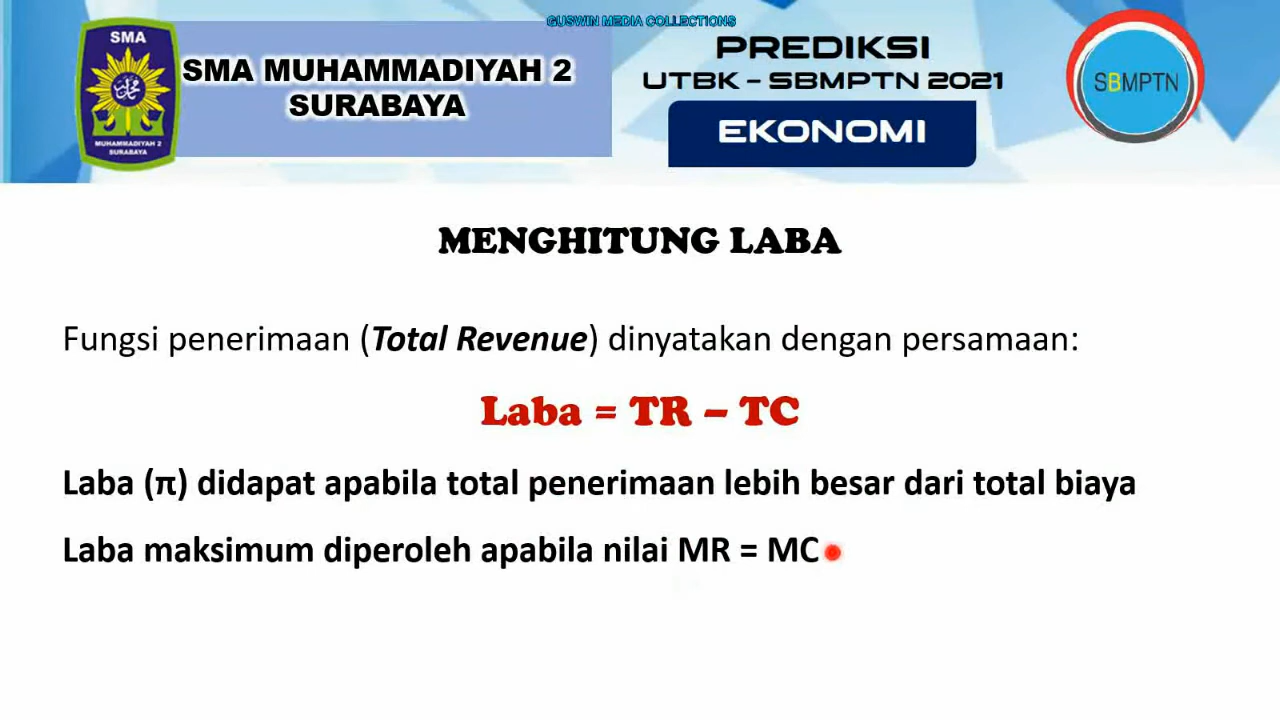 GUSWIN MEDIA COLLECTIONS
SMA
MUHAMMADIYAH 2
SURABAYA
SMA MUHAMMADIYAH 2
SURABAYA
PREDIKSI
UTBK – SBMPTN 2021
EKONOMI
SBMPTN
MENGHITUNG LABA
Fungsi penerimaan (Total Revenue) dinyatakan dengan persamaan:
Laba = TR – TC
Laba (π) didapat apabila total penerimaan lebih besar dari total biaya
Laba maksimum diperoleh apabila nilai MR = MC